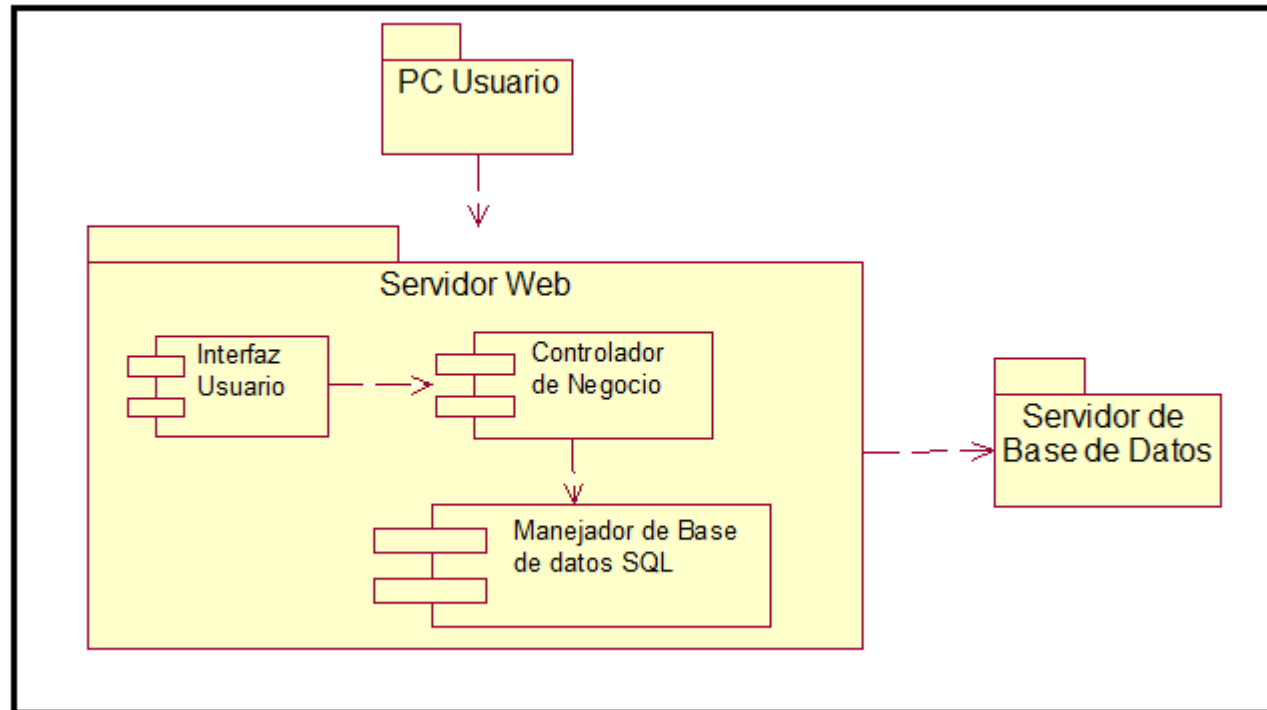 PC Usuario
Servidor Web
Interfaz
Usuario
Controlador
de Negocio
Manejador de Base
de datos SQL
Servidor de
Base de Datos